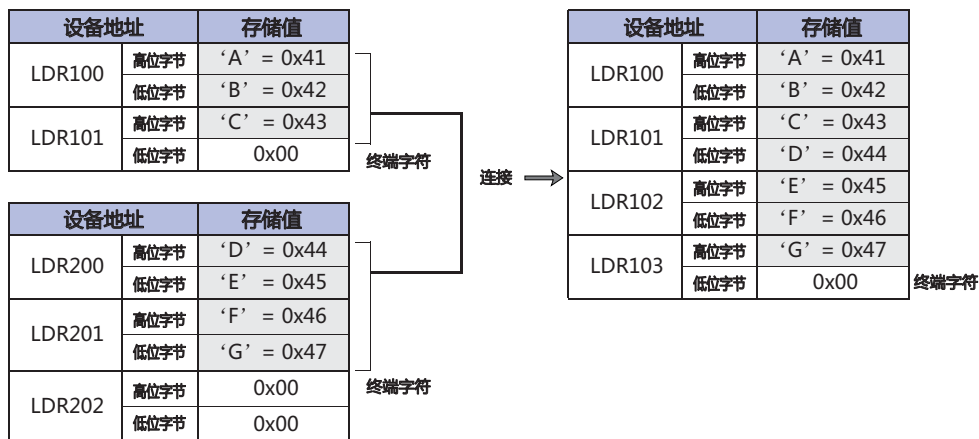 设备地址 存储值
LDR100 高位字节 ‘A’ = 0x41
低位字节 ‘B’ = 0x42
LDR101 高位字节 ‘C’ = 0x43
低位字节 0x00
终端字符
设备地址 存储值
LDR200 高位字节 ‘D’ = 0x44
低位字节 ‘E’ = 0x45
LDR201 高位字节 ‘F’ = 0x46
低位字节 ‘G’ = 0x47
LDR202 高位字节 0x00
低位字节 0x00
终端字符
连接
设备地址 存储值
LDR100 高位字节 ‘A’ = 0x41
低位字节 ‘B’ = 0x42
LDR101 高位字节 ‘C’ = 0x43
低位字节 ‘D’ = 0x44
LDR102 高位字节 ‘E’ = 0x45
低位字节 ‘F’ = 0x46
LDR103 高位字节 ‘G’ = 0x47
低位字节 0x00
终端字符